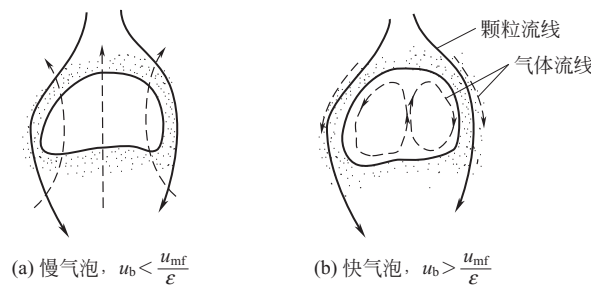 颗粒流线
气体流线
(a) 慢气泡，u_b < u_mf/ε
(b) 快气泡，u_b > u_mf/ε